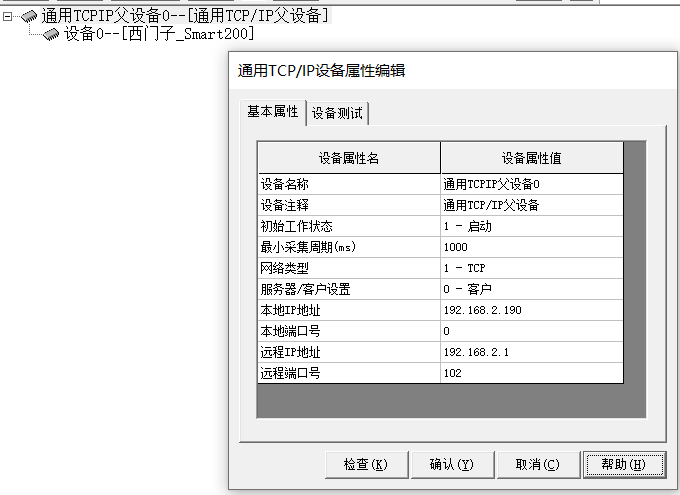 通用TCPIP父设备0--[通用TCP/IP父设备]
设备0--[西门子_Smart200]
通用TCP/IP设备属性编辑
基本属性 设备测试
设备属性名 设备属性值
设备名称 通用TCPIP父设备0
设备注释 通用TCP/IP父设备
初始工作状态 1 - 启动
最小采集周期(ms) 1000
网络类型 1 - TCP
服务器/客户设置 0 - 客户
本地IP地址 192.168.2.190
本地端口号 0
远程IP地址 192.168.2.1
远程端口号 102
检查(K) 确认(Y) 取消(C) 帮助(H)